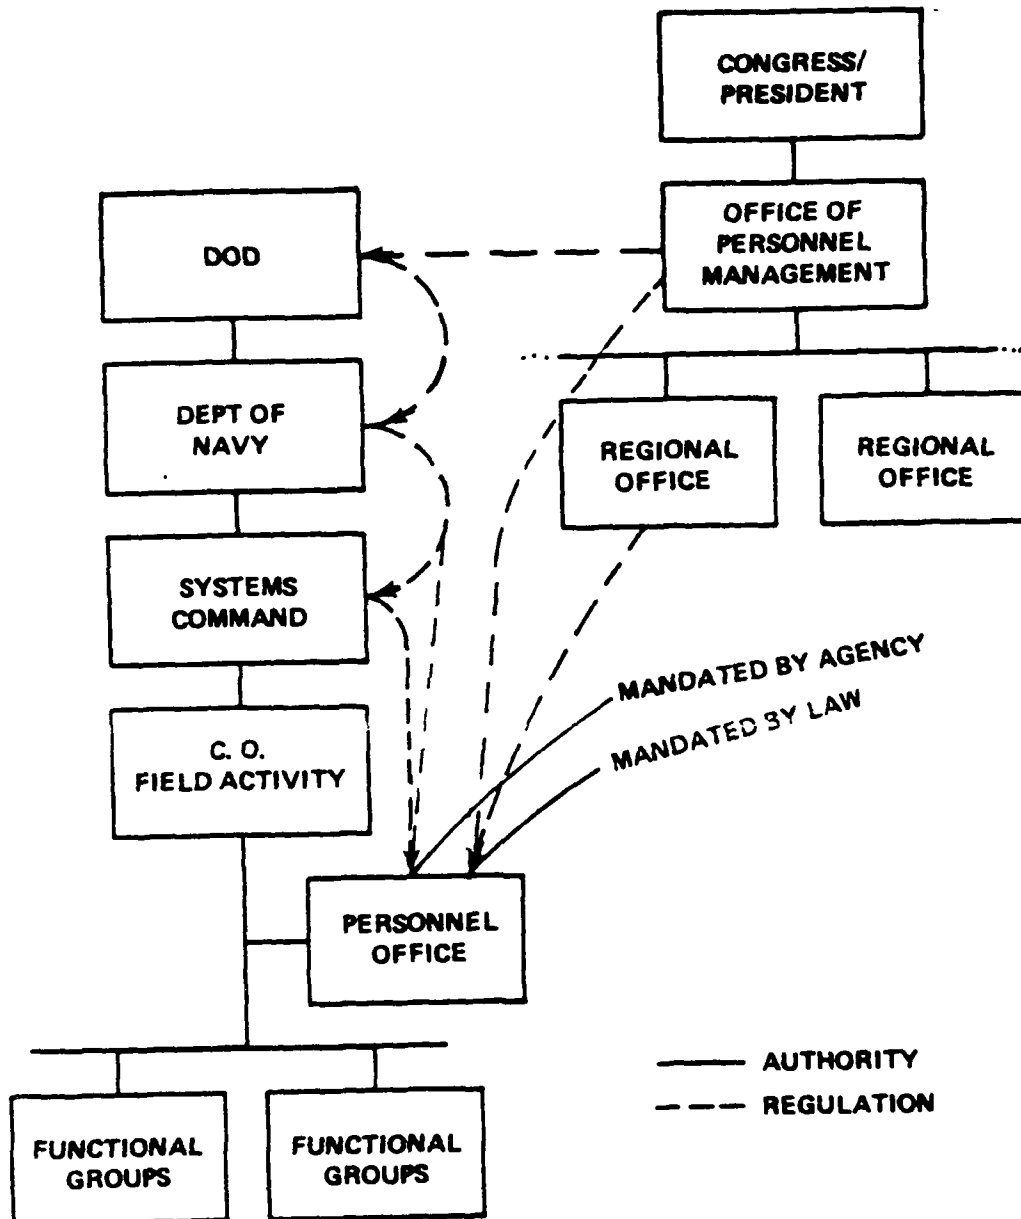 CONGRESS/
PRESIDENT
OFFICE OF
PERSONNEL
MANAGEMENT
DOD
DEPT OF
NAVY
REGIONAL
OFFICE
REGIONAL
OFFICE
SYSTEMS
COMMAND
MANDATED BY AGENCY
MANDATED BY LAW
C. O.
FIELD ACTIVITY
PERSONNEL
OFFICE
AUTHORITY
REGULATION
FUNCTIONAL
GROUPS
FUNCTIONAL
GROUPS